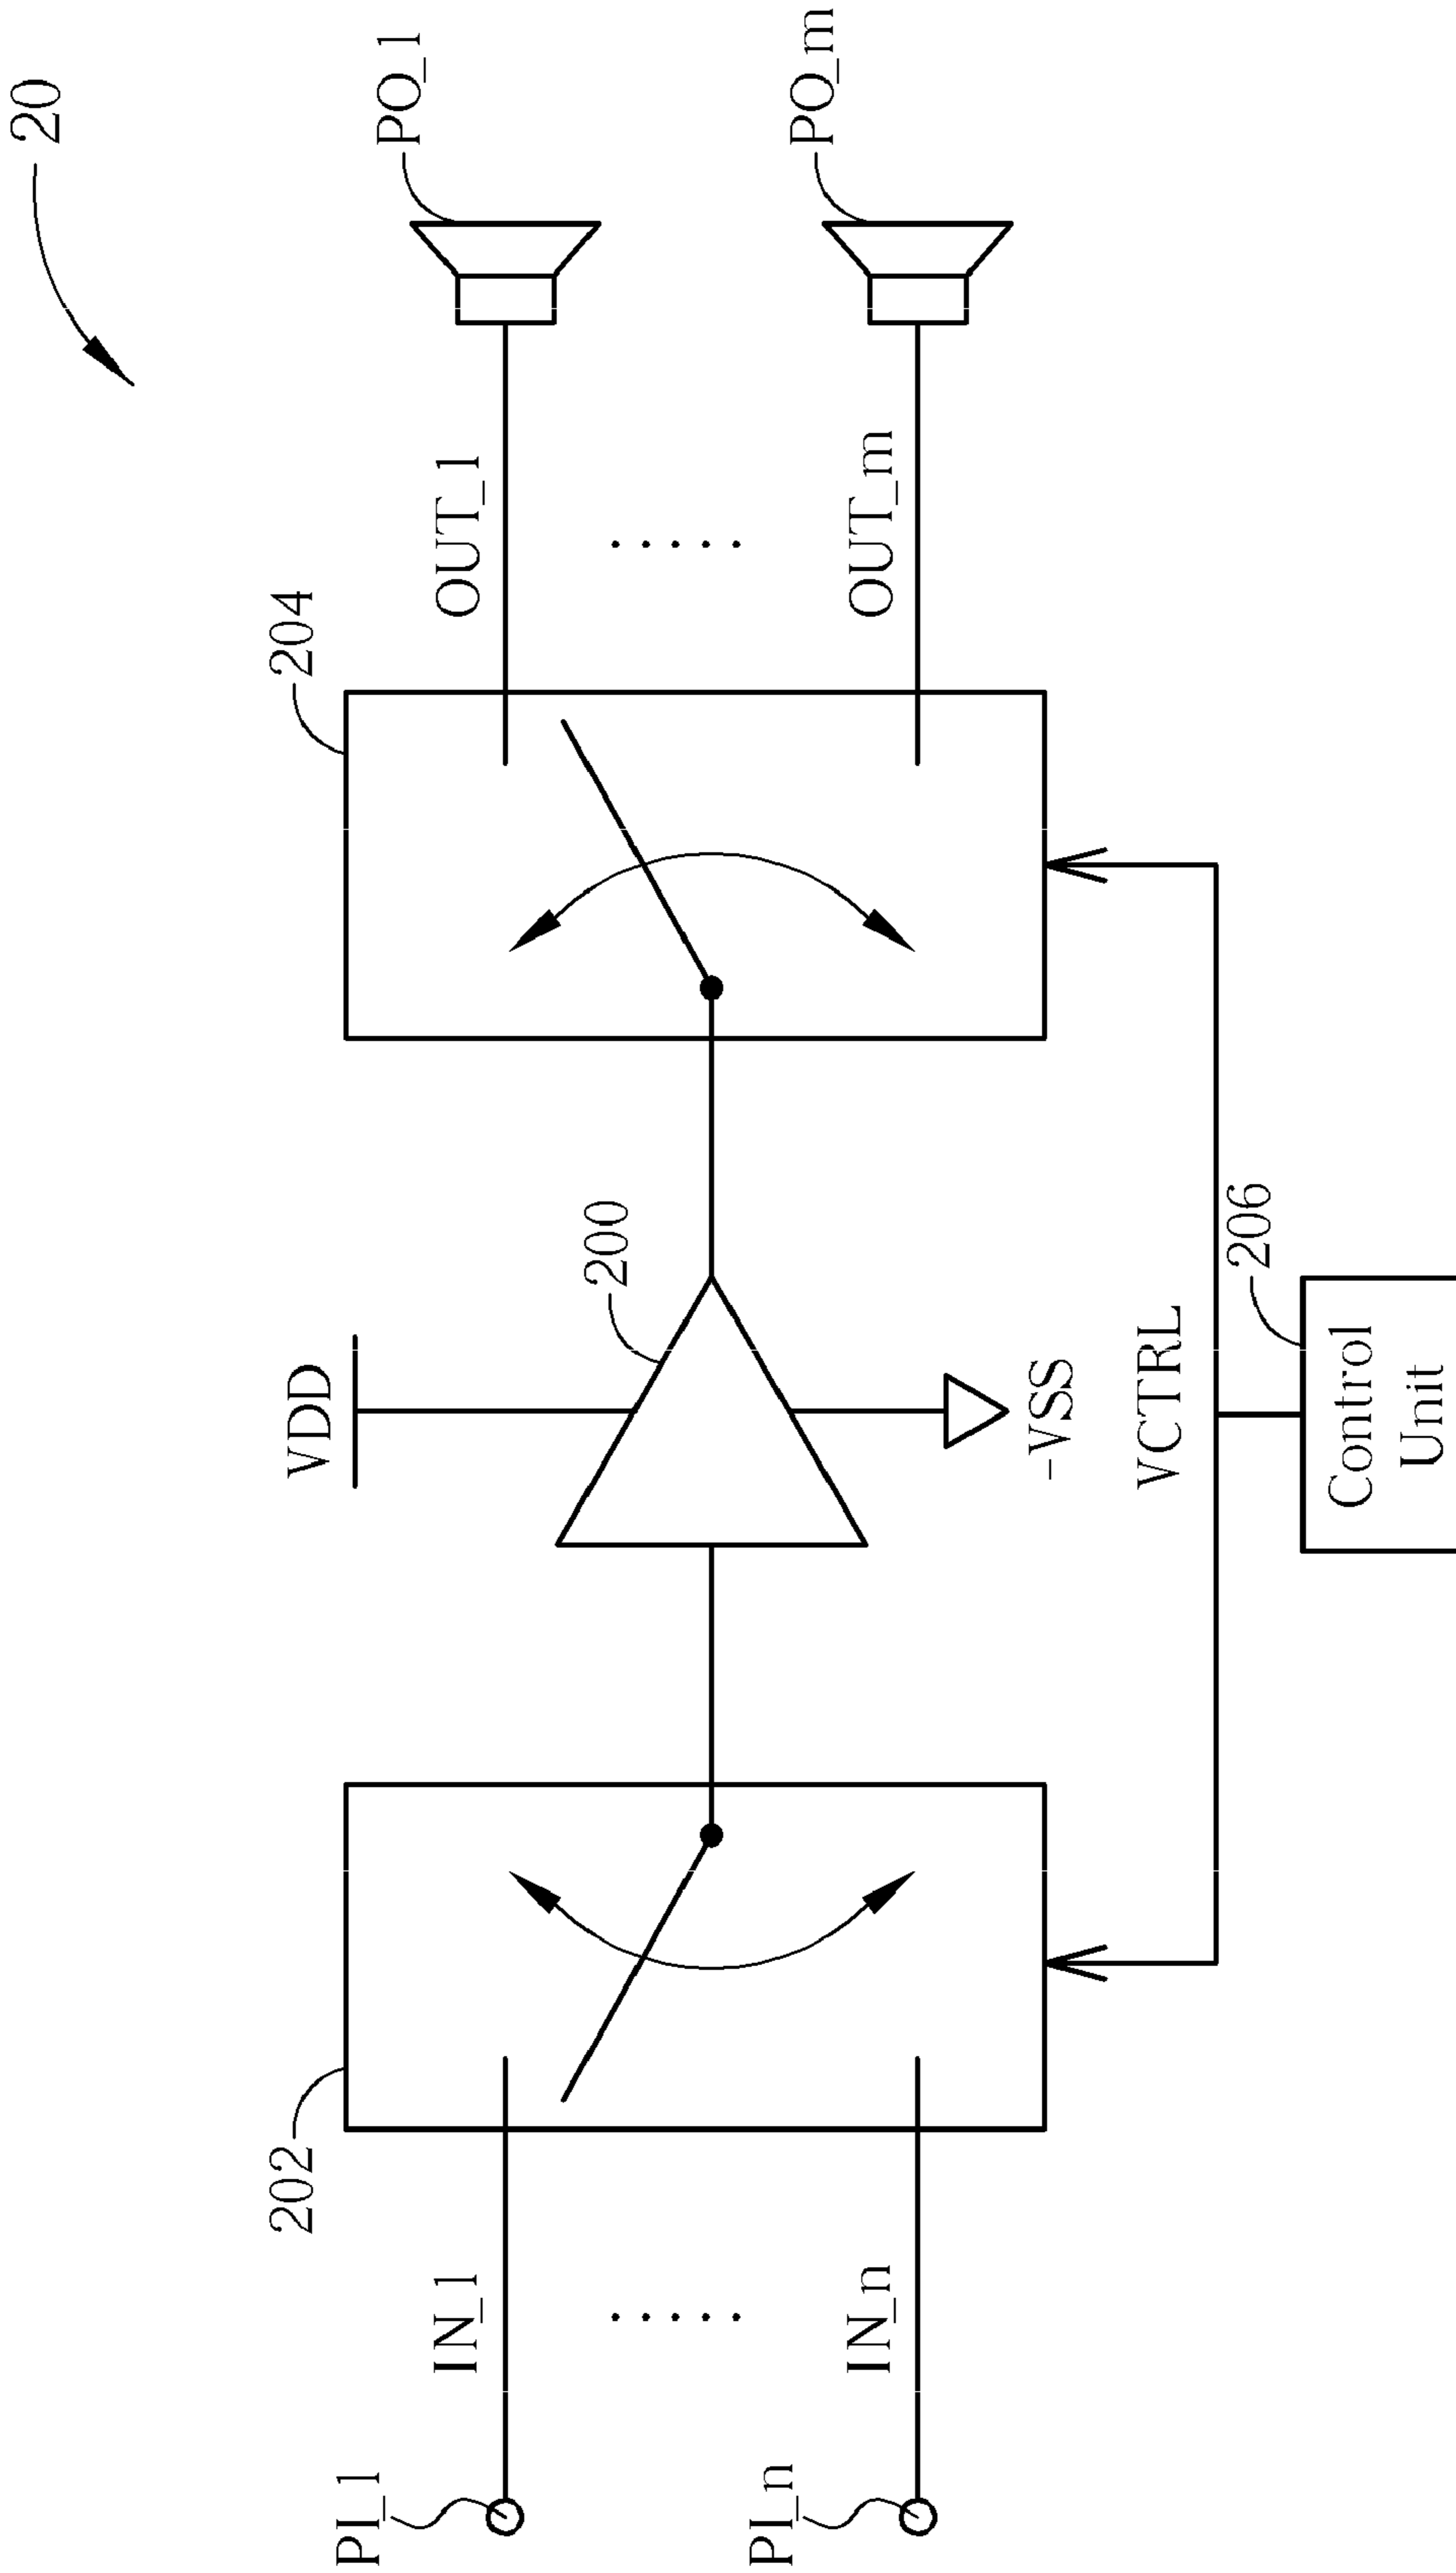 20
204
202
PO_1
PI_1
IN_1
OUT_1
VDD
200
.....
.....
PO_m
PI_n
IN_n
OUT_m
-VSS
VCTRL
206
Control
Unit